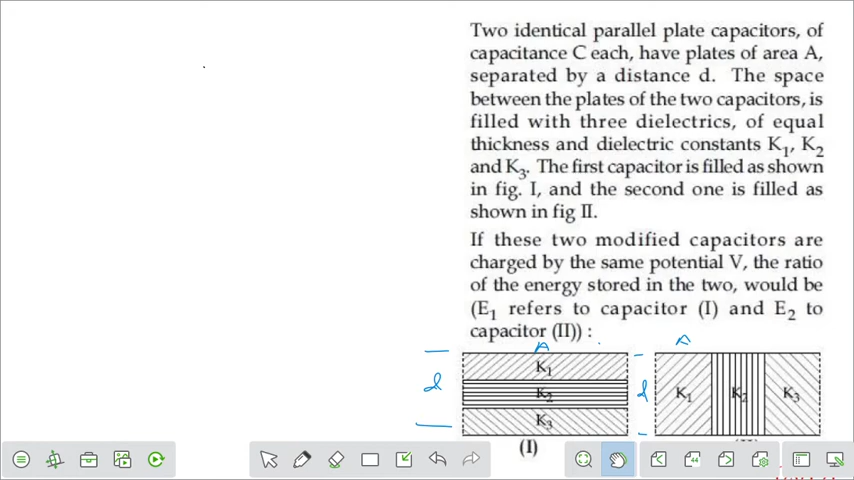 Two identical parallel plate capacitors, of
capacitance C each, have plates of area A,
separated by a distance d. The space
between the plates of the two capacitors, is
filled with three dielectrics, of equal
thickness and dielectric constants K₁, K₂
and K₃. The first capacitor is filled as shown
in fig. I, and the second one is filled as
shown in fig II.
If these two modified capacitors are
charged by the same potential V, the ratio
of the energy stored in the two, would be
(E₁ refers to capacitor (I) and E₂ to
capacitor (II)) :
A A
d K₁ K₂ K₃ d K₁ K₂ K₃
(I)
44